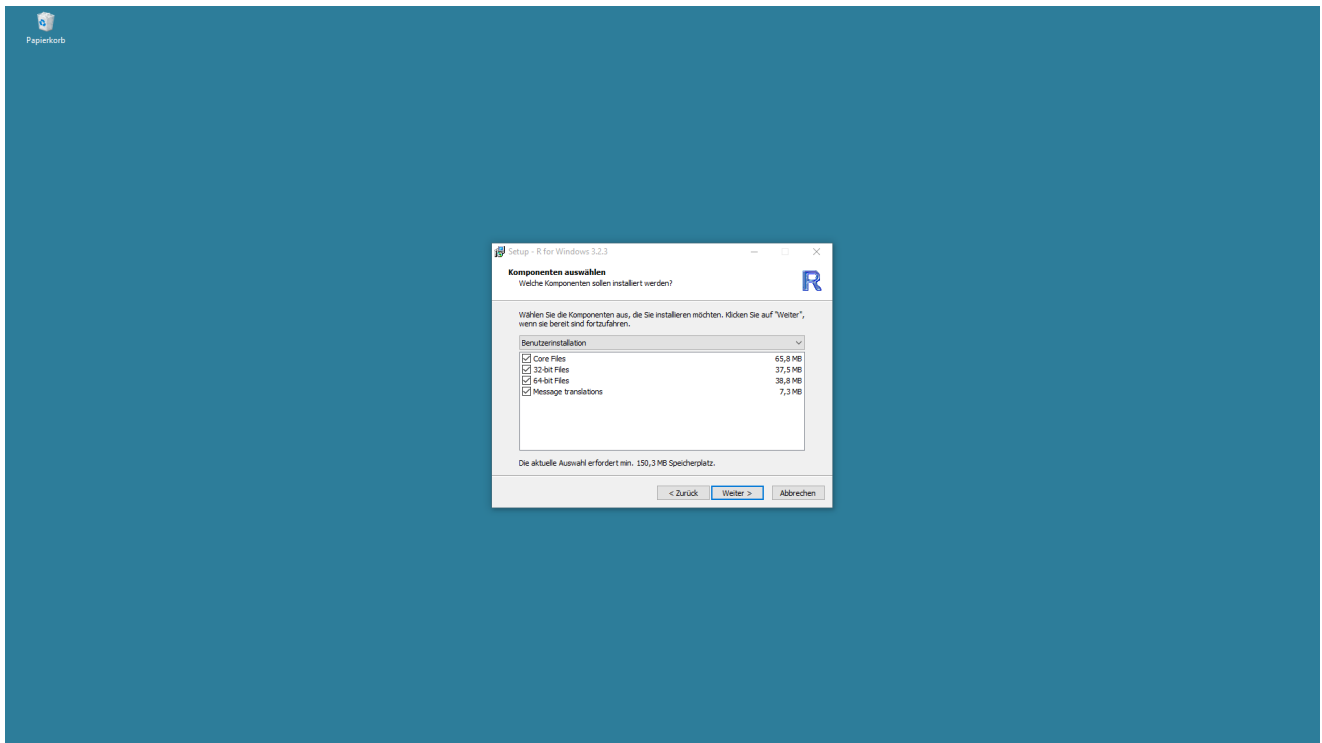 Papierkorb
Setup - R for Windows 3.2.3
Komponenten auswählen
Welche Komponenten sollen installiert werden?
R
Wählen Sie die Komponenten aus, die Sie installieren möchten. Klicken Sie auf "Weiter",
wenn sie bereit sind fortzufahren.
Benutzerinstallation
Core Files 65,8 MB
32-bit Files 37,5 MB
64-bit Files 38,8 MB
Message translations 7,3 MB
Die aktuelle Auswahl erfordert min. 150,3 MB Speicherplatz.
< Zurück Weiter > Abbrechen